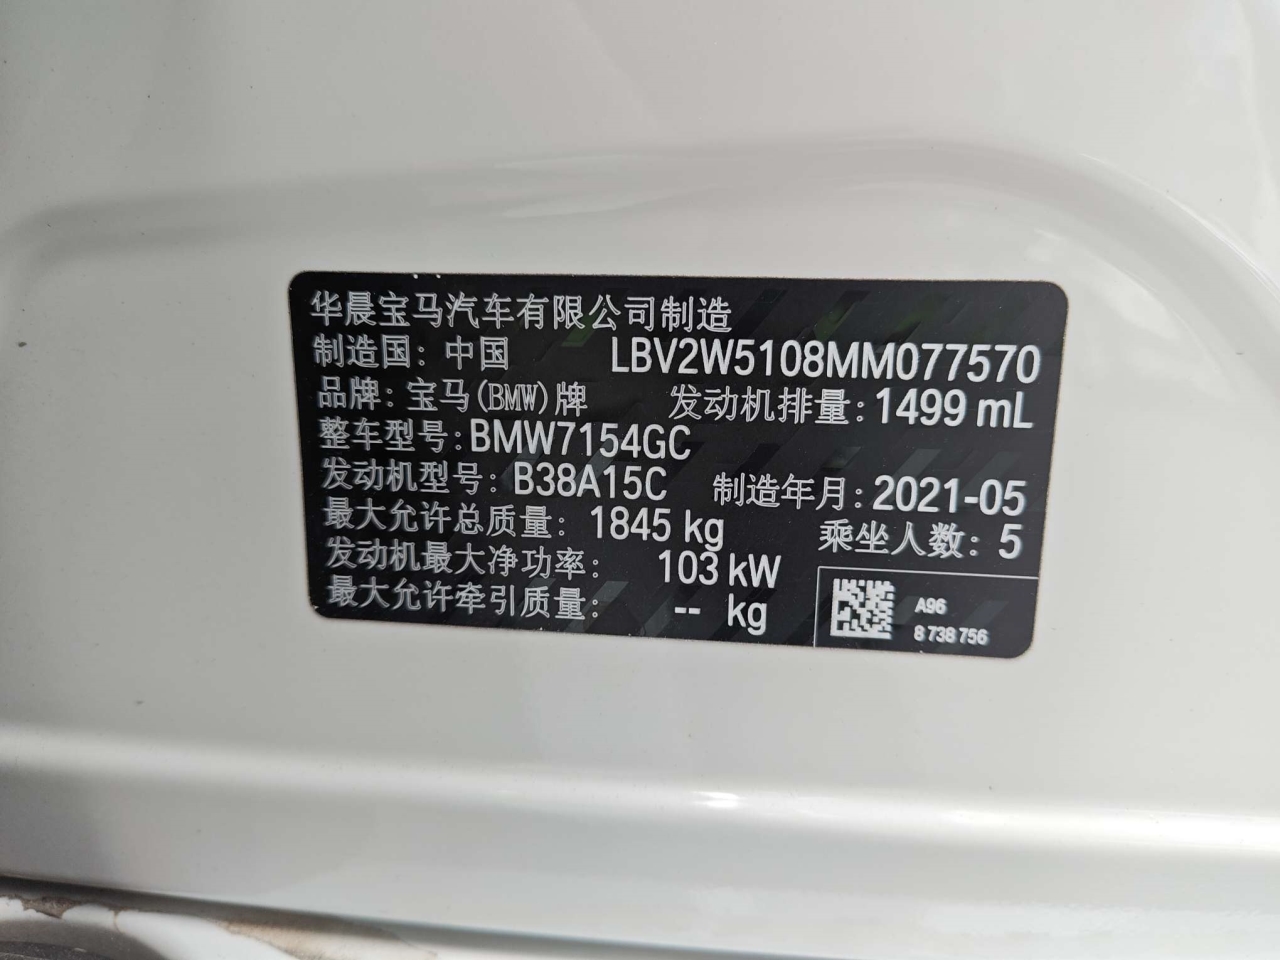 华晨宝马汽车有限公司制造
制造国：中国 LBV2W5108MM077570
品牌：宝马(BMW)牌 发动机排量：1499 mL
整车型号：BMW7154GC
发动机型号：B38A15C 制造年月：2021-05
最大允许总质量：1845 kg 乘坐人数：5
发动机最大净功率：103 kW
最大允许牵引质量：-- kg
A96
8 738 756